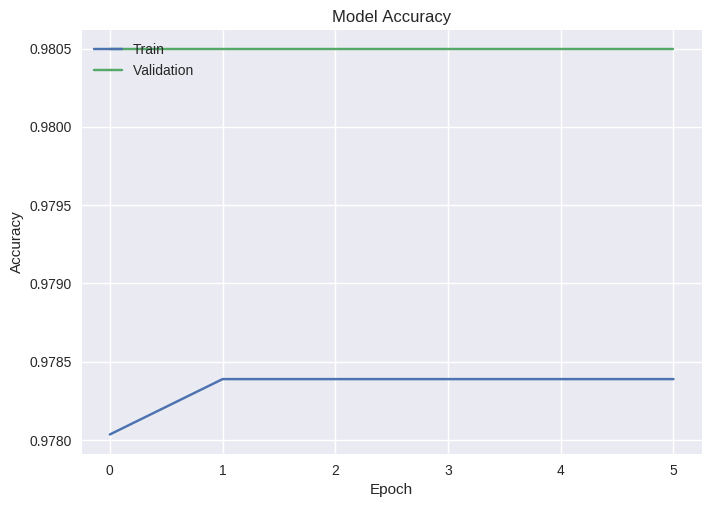 Model Accuracy
Train
Validation
0.9805
0.9800
0.9795
0.9790
0.9785
0.9780
Accuracy
0 1 2 3 4 5
Epoch